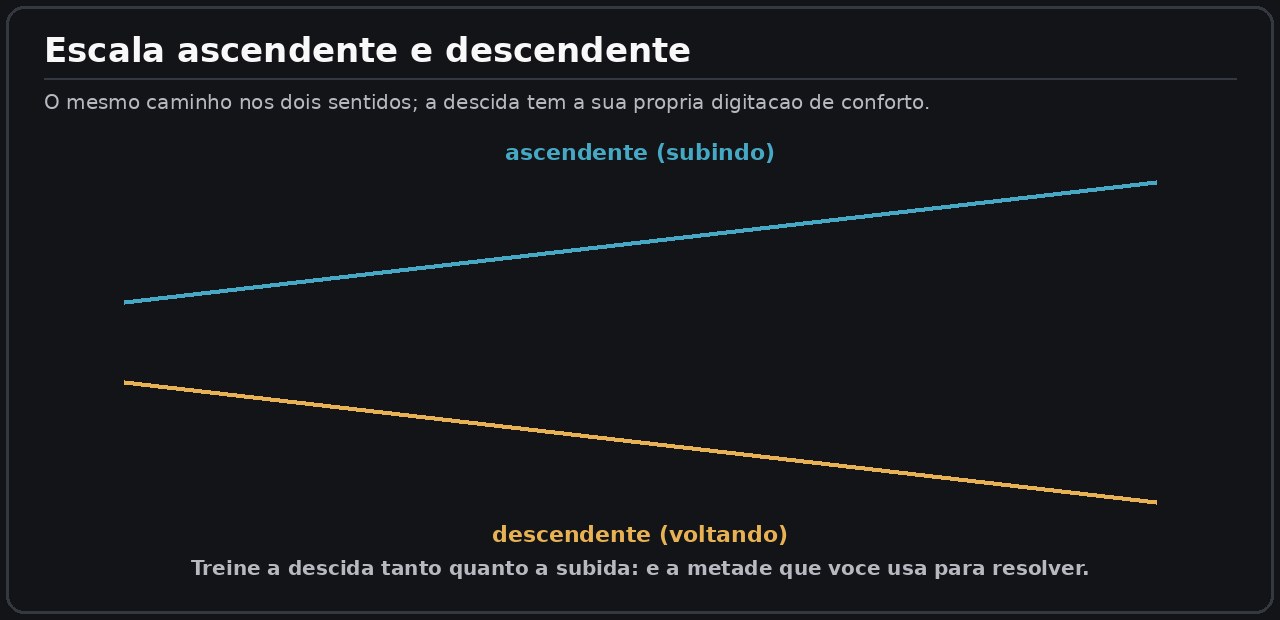 Escala ascendente e descendente
O mesmo caminho nos dois sentidos; a descida tem a sua propria digitacao de conforto.
ascendente (subindo)
descendente (voltando)
Treine a descida tanto quanto a subida: e a metade que voce usa para resolver.